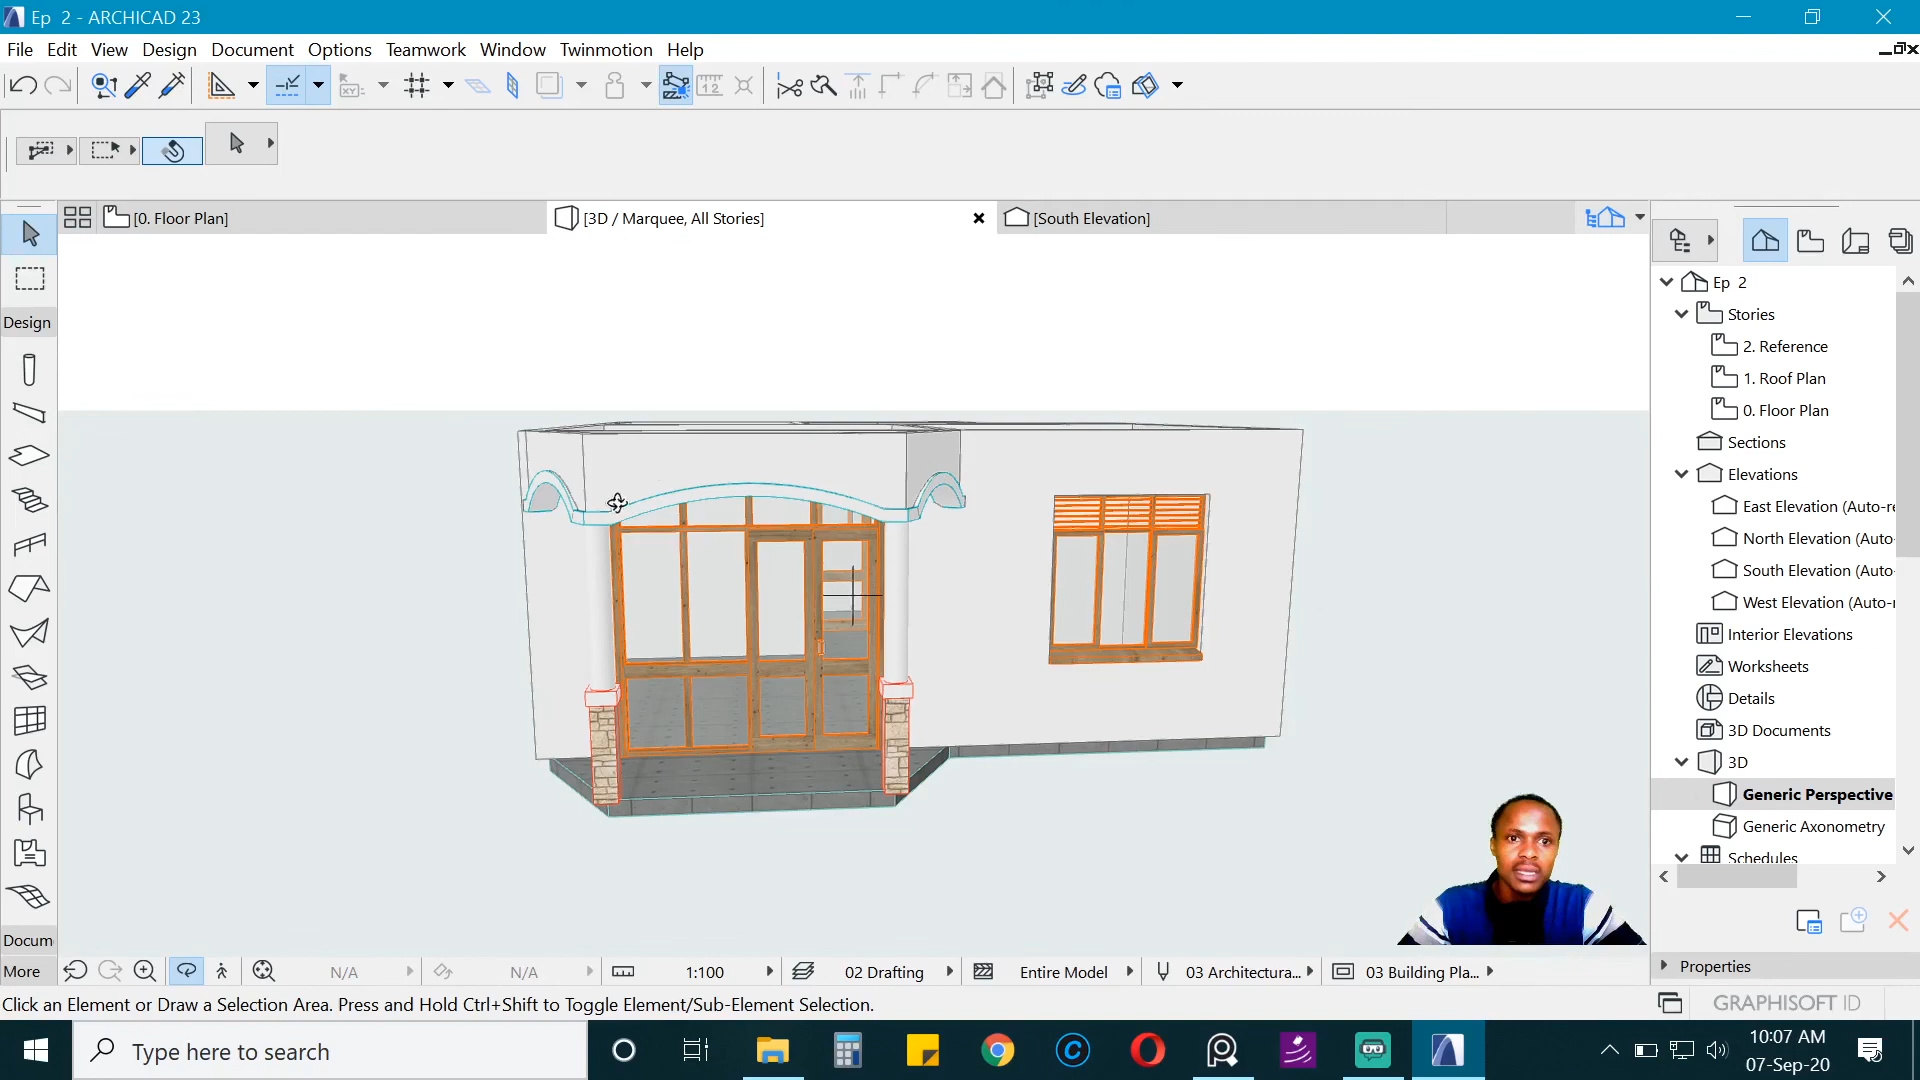 Ep  2 - ARCHICAD 23
File Edit View Design Document Options Teamwork Window Twinmotion Help
[0. Floor Plan]
[3D / Marquee, All Stories]
[South Elevation]
Ep  2
Design
Stories
2. Reference
1. Roof Plan
0. Floor Plan
Sections
Elevations
East Elevation (Auto-re
North Elevation (Auto
South Elevation (Auto
West Elevation (Auto-r
Interior Elevations
Worksheets
Details
3D Documents
3D
Generic Perspective
Generic Axonometry
Schedules
Docum
More
N/A
N/A
1:100
02 Drafting
Entire Model
03 Architectura...
03 Building Pla...
Properties
Click an Element or Draw a Selection Area. Press and Hold Ctrl+Shift to Toggle Element/Sub-Element Selection.
GRAPHISOFT ID
Type here to search
10:07 AM
07-Sep-20